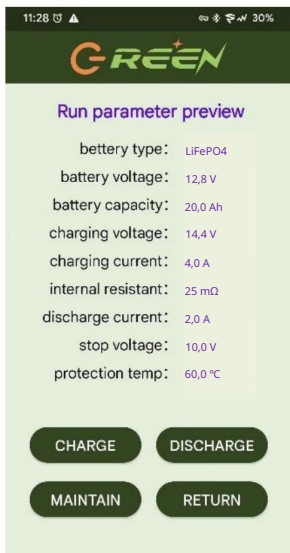 11:28
30%
GREEN
Run parameter preview
bettery type: LiFePO4
battery voltage: 12,8 V
battery capacity: 20,0 Ah
charging voltage: 14,4 V
charging current: 4,0 A
internal resistant: 25 mΩ
discharge current: 2,0 A
stop voltage: 10,0 V
protection temp: 60,0 °C
CHARGE
DISCHARGE
MAINTAIN
RETURN